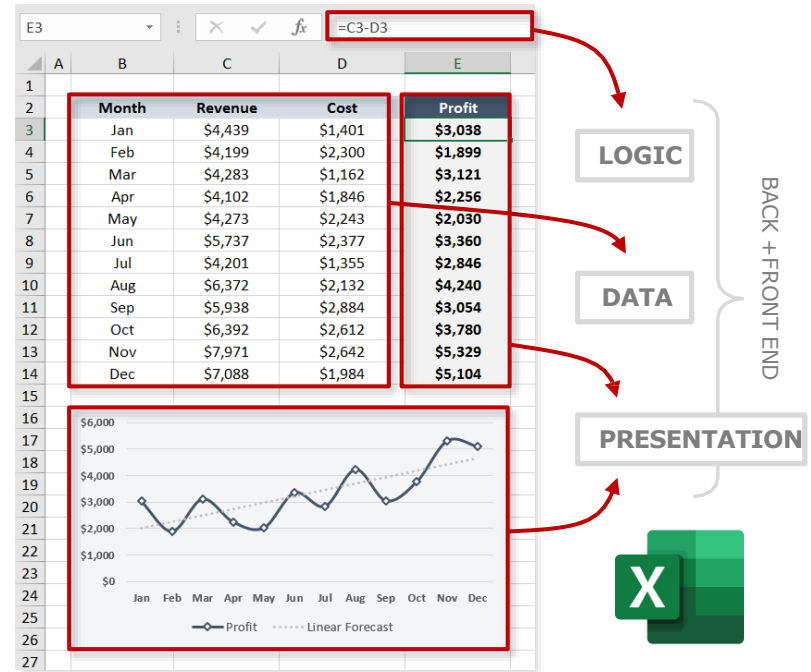 E3 fx =C3-D3
A B C D E
1
2 Month Revenue Cost Profit
3 Jan $4,439 $1,401 $3,038
4 Feb $4,199 $2,300 $1,899
5 Mar $4,283 $1,162 $3,121
6 Apr $4,102 $1,846 $2,256
7 May $4,273 $2,243 $2,030
8 Jun $5,737 $2,377 $3,360
9 Jul $4,201 $1,355 $2,846
10 Aug $6,372 $2,132 $4,240
11 Sep $5,938 $2,884 $3,054
12 Oct $6,392 $2,612 $3,780
13 Nov $7,971 $2,642 $5,329
14 Dec $7,088 $1,984 $5,104
15
16
17
18
19
20
21
22
23
24
25
26
27
$6,000
$5,000
$4,000
$3,000
$2,000
$1,000
$0
Jan Feb Mar Apr May Jun Jul Aug Sep Oct Nov Dec
Profit Linear Forecast
LOGIC
DATA
PRESENTATION
BACK +FRONT END
X